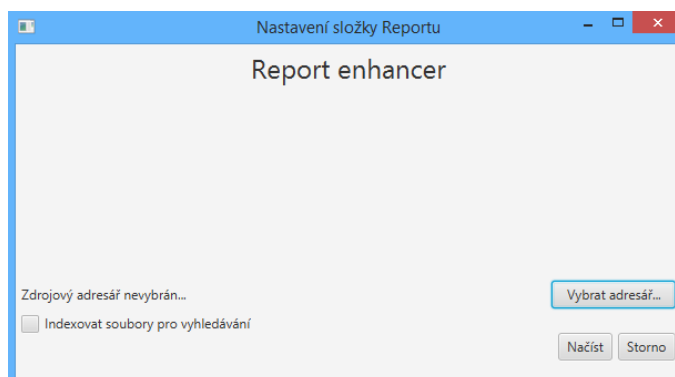 Nastavení složky Reportu
Report enhancer
Zdrojový adresář nevybrán...
Vybrat adresář...
Indexovat soubory pro vyhledávání
Načíst
Storno